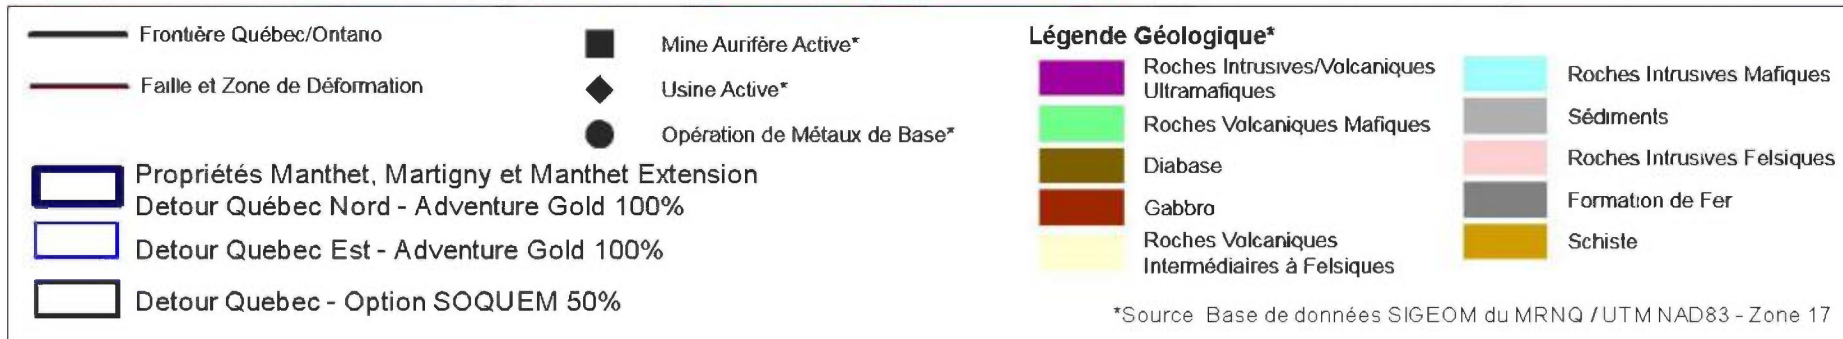 Frontière Québec/Ontario
Faille et Zone de Déformation
Propriétés Manthet, Martigny et Manthet Extension
Detour Québec Nord - Adventure Gold 100%
Detour Quebec Est - Adventure Gold 100%
Detour Quebec - Option SOQUEM 50%
Mine Aurifère Active*
Usine Active*
Opération de Métaux de Base*
Légende Géologique*
Roches Intrusives/Volcaniques
Ultramafiques
Roches Volcaniques Mafiques
Diabase
Gabbro
Roches Volcaniques
Intermédiaires à Felsiques
Roches Intrusives Mafiques
Sédiments
Roches Intrusives Felsiques
Formation de Fer
Schiste
*Source Base de données SIGEOM du MRNQ / UTM NAD83 - Zone 17